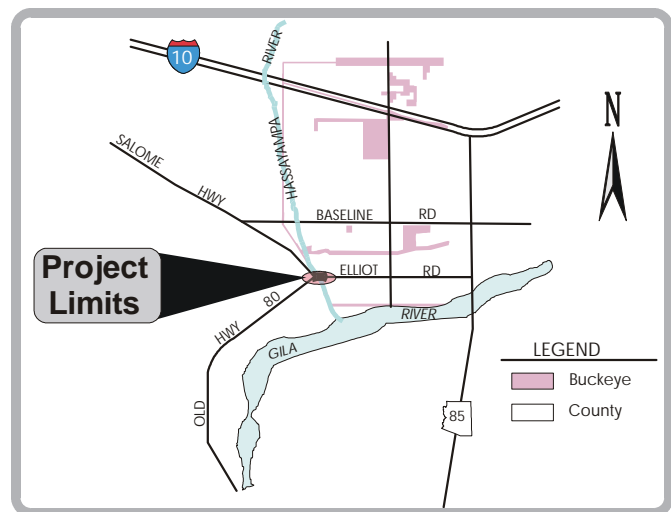 10
RIVER
HASSAYAMPA
N
SALOME
HWY
BASELINE RD
Project
Limits
ELLIOT RD
80
HWY
OLD
GILA
RIVER
LEGEND
Buckeye
County
85